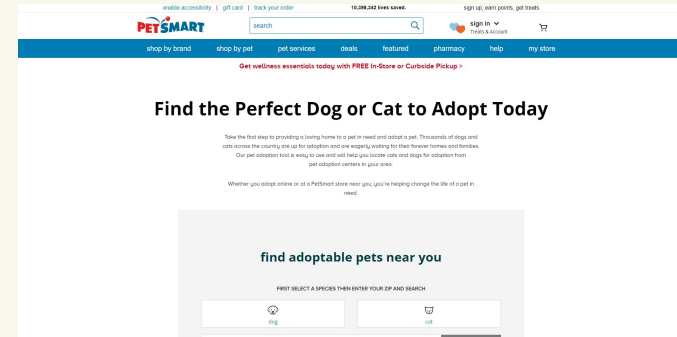 enable accessibility | gift card | track your order
10,398,342 lives saved.
sign up, earn points, get treats
PETSMART
search
sign in
Treats & Account
shop by brand shop by pet pet services deals featured pharmacy help my store
Get wellness essentials today with FREE In-Store or Curbside Pickup >
Find the Perfect Dog or Cat to Adopt Today
Take the first step to providing a loving home to a pet in need and adopt a pet. Thousands of dogs and
cats across the country are up for adoption and are eagerly waiting for their forever homes and families.
Our pet adoption tool is easy to use and will help you locate cats and dogs for adoption from
pet adoption centers in your area.
Whether you adopt online or at a PetSmart store near you, you're helping change the life of a pet in
need.
find adoptable pets near you
FIRST SELECT A SPECIES THEN ENTER YOUR ZIP AND SEARCH
dog
cat